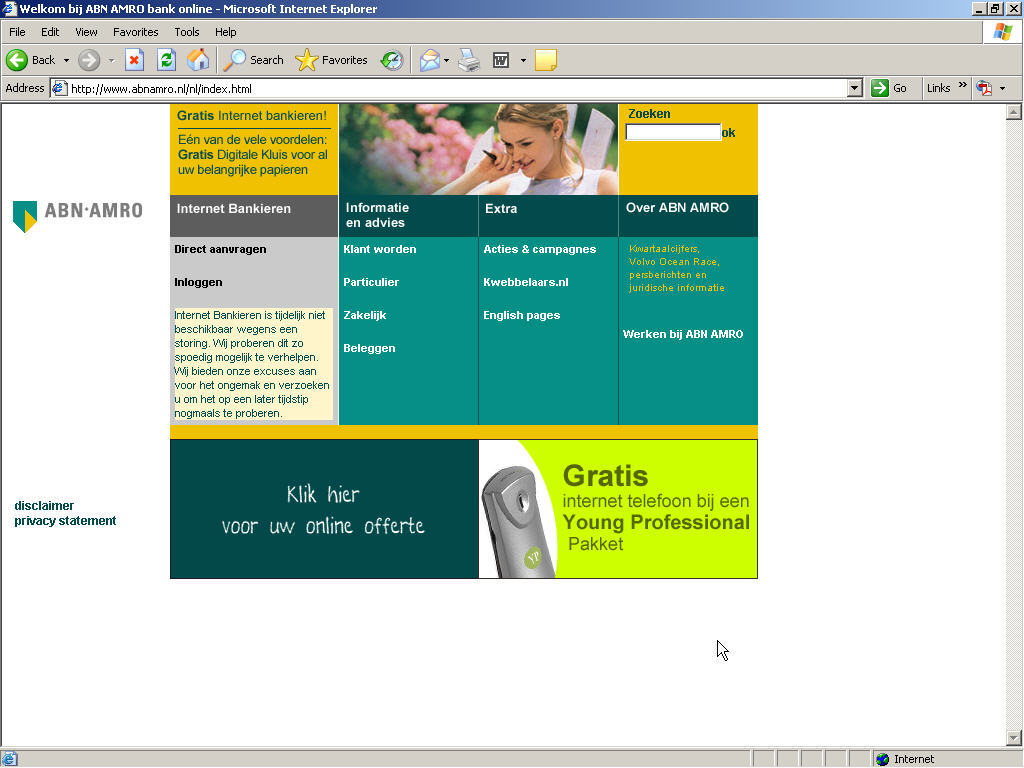 Welkom bij ABN AMRO bank online - Microsoft Internet Explorer
File Edit View Favorites Tools Help
Back Search Favorites
Address http://www.abnamro.nl/nl/index.html Go Links »
Gratis Internet bankieren!
Eén van de vele voordelen:
Gratis Digitale Kluis voor al
uw belangrijke papieren
Zoeken
ok
ABN·AMRO
Internet Bankieren
Informatie
en advies
Extra
Over ABN AMRO
Direct aanvragen
Inloggen
Internet Bankieren is tijdelijk niet
beschikbaar wegens een
storing. Wij proberen dit zo
spoedig mogelijk te verhelpen.
Wij bieden onze excuses aan
voor het ongemak en verzoeken
u om het op een later tijdstip
nogmaals te proberen.
Klant worden
Particulier
Zakelijk
Beleggen
Acties & campagnes
Kwebbelaars.nl
English pages
Kwartaalcijfers,
Volvo Ocean Race,
persberichten en
juridische informatie
Werken bij ABN AMRO
disclaimer
privacy statement
Klik hier
voor uw online offerte
YP
Gratis
internet telefoon bij een
Young Professional
Pakket
Internet